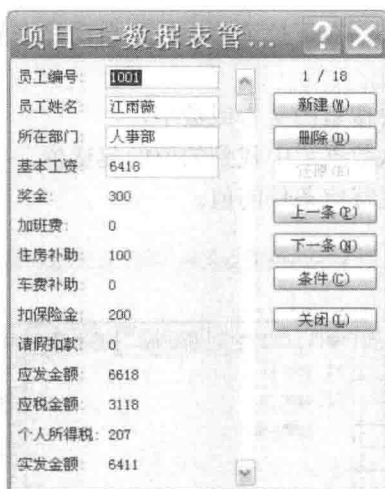 项目三-数据表管...
员工编号: 1001
1 / 18
员工姓名: 江雨薇
新建(W)
所在部门: 人事部
删除(D)
基本工资: 6418
奖金: 300
上一条(P)
加班费: 0
下一条(N)
住房补助: 100
条件(C)
车费补助: 0
扣保险金: 200
关闭(L)
请假扣款: 0
应发金额: 6618
应税金额: 3118
个人所得税: 207
实发金额: 6411